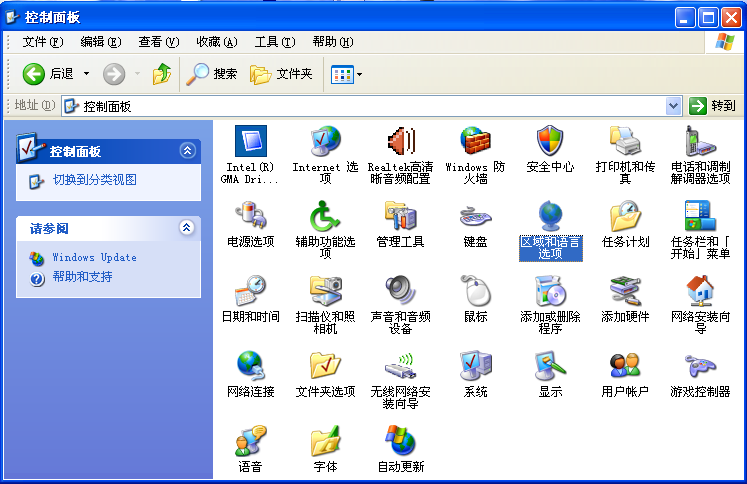 控制面板
文件(F) 编辑(E) 查看(V) 收藏(A) 工具(T) 帮助(H)
后退 搜索 文件夹
地址(D) 控制面板 转到
控制面板
切换到分类视图
请参阅
Windows Update
帮助和支持
Intel(R)
GMA Dri...
Internet 选
项
Realtek高清
晰音频配置
Windows 防
火墙
安全中心
打印机和传
真
电话和调制
解调器选项
电源选项
辅助功能选
项
管理工具
键盘
区域和语言
选项
任务计划
任务栏和「
开始」菜单
日期和时间
扫描仪和照
相机
声音和音频
设备
鼠标
添加或删除
程序
添加硬件
网络安装向
导
网络连接
文件夹选项
无线网络安
装向导
系统
显示
用户帐户
游戏控制器
语音
字体
自动更新